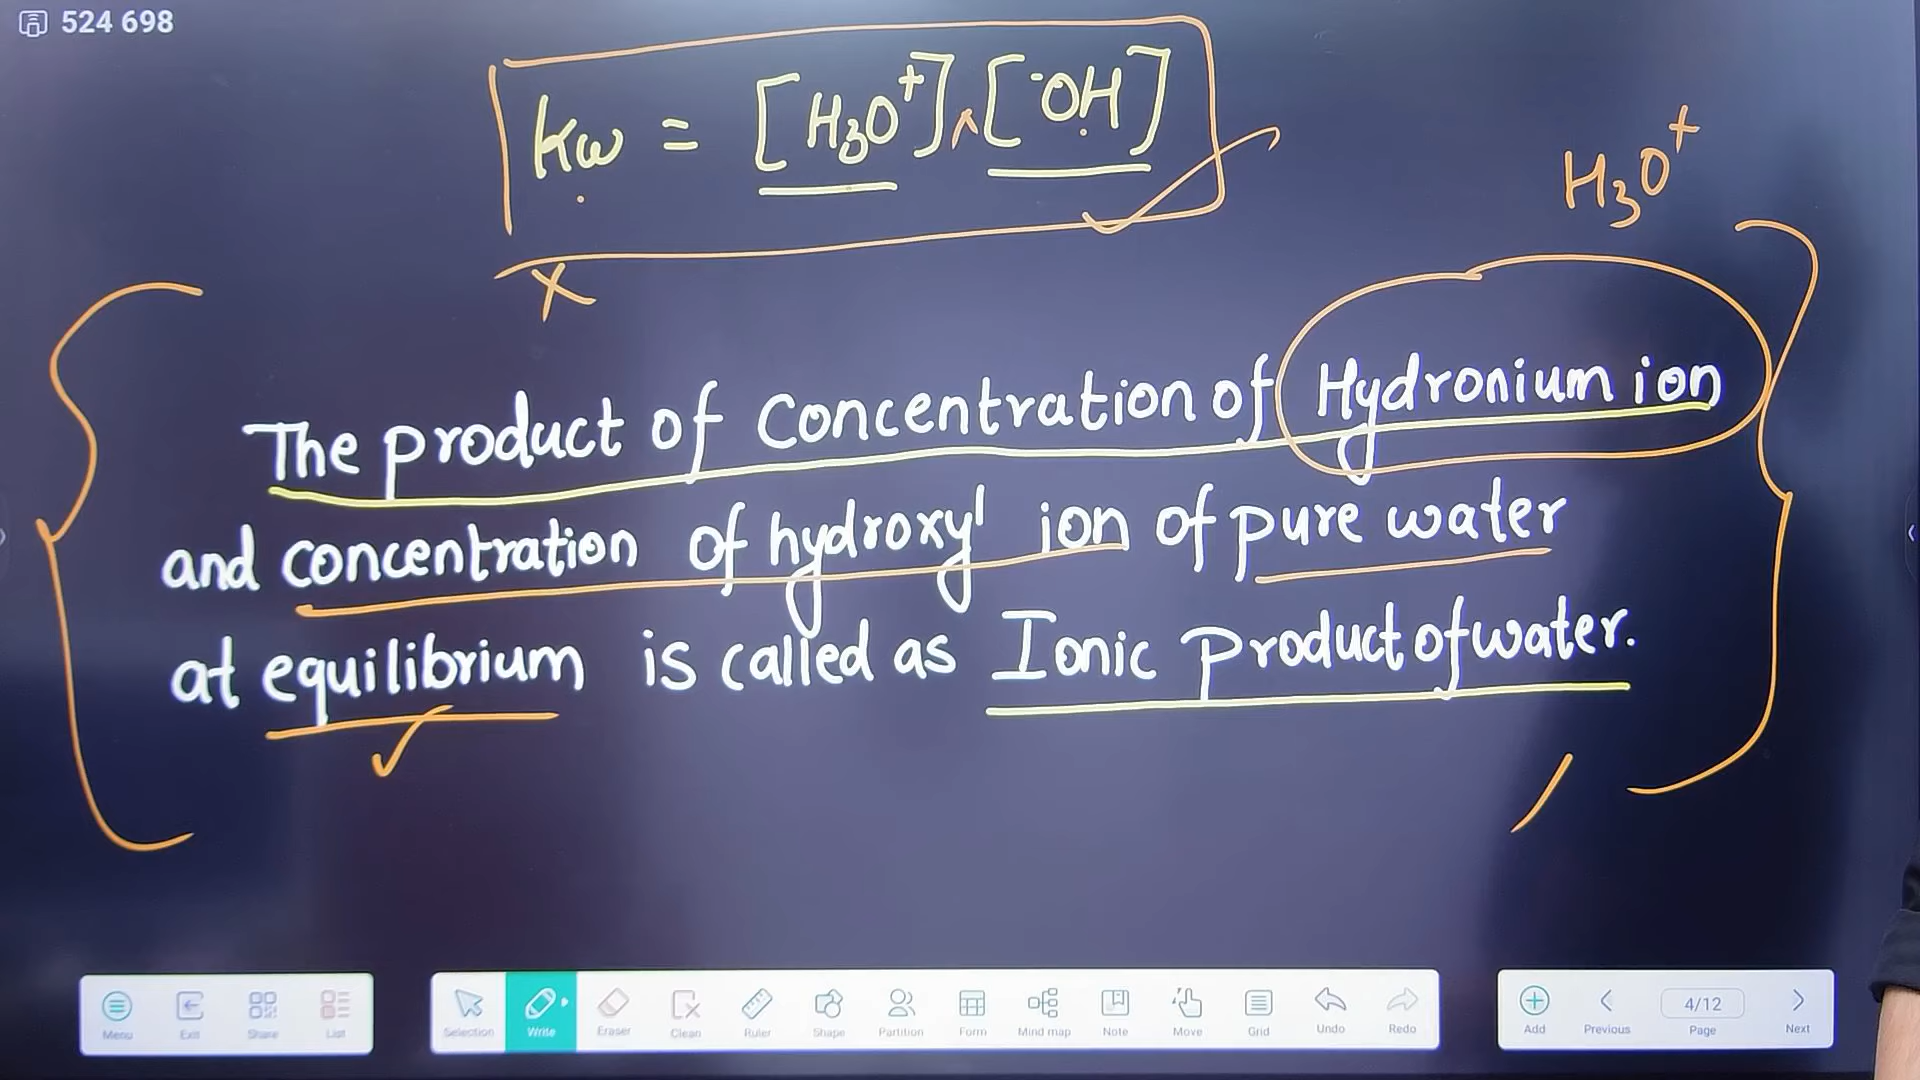 524 698
Kw = [H₃O⁺] × [⁻OH]
H₃O⁺
The product of Concentration of Hydronium ion
and concentration of hydroxyl ion of pure water
at equilibrium is called as Ionic Product of water.
Menu Exit Share List Selection Write Eraser Clean Ruler Shape Partition Form Mind map Note Move Grid Undo Redo Add Previous 4/12 Page Next